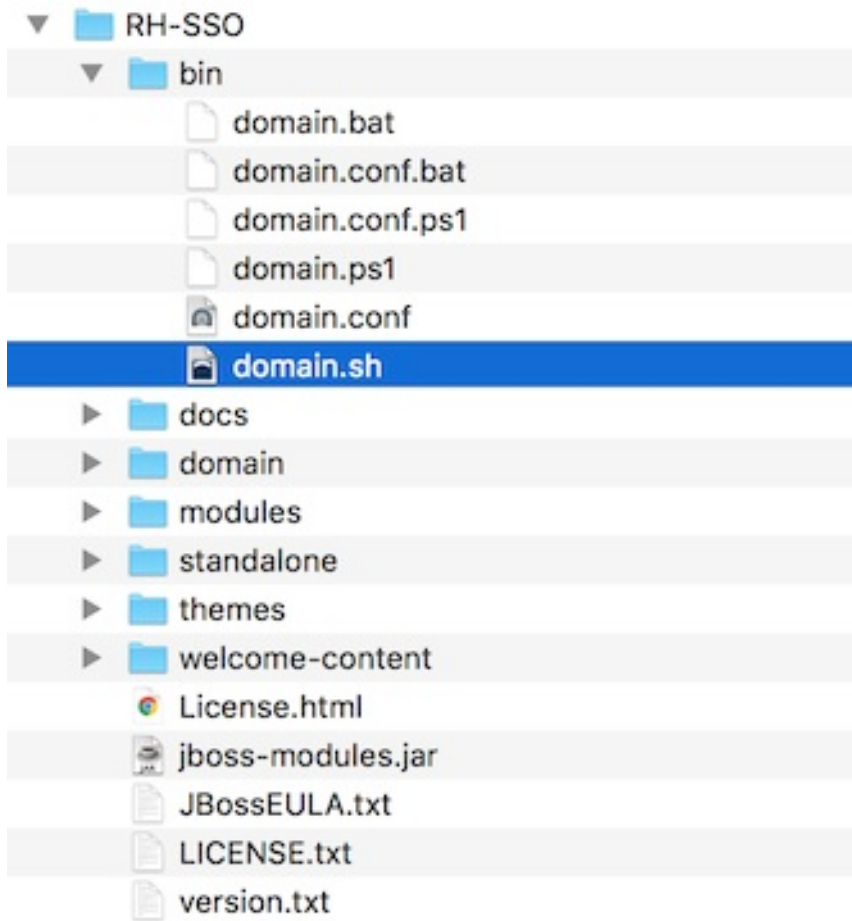 RH-SSO
bin
domain.bat
domain.conf.bat
domain.conf.ps1
domain.ps1
domain.conf
domain.sh
docs
domain
modules
standalone
themes
welcome-content
License.html
jboss-modules.jar
JBossEULA.txt
LICENSE.txt
version.txt